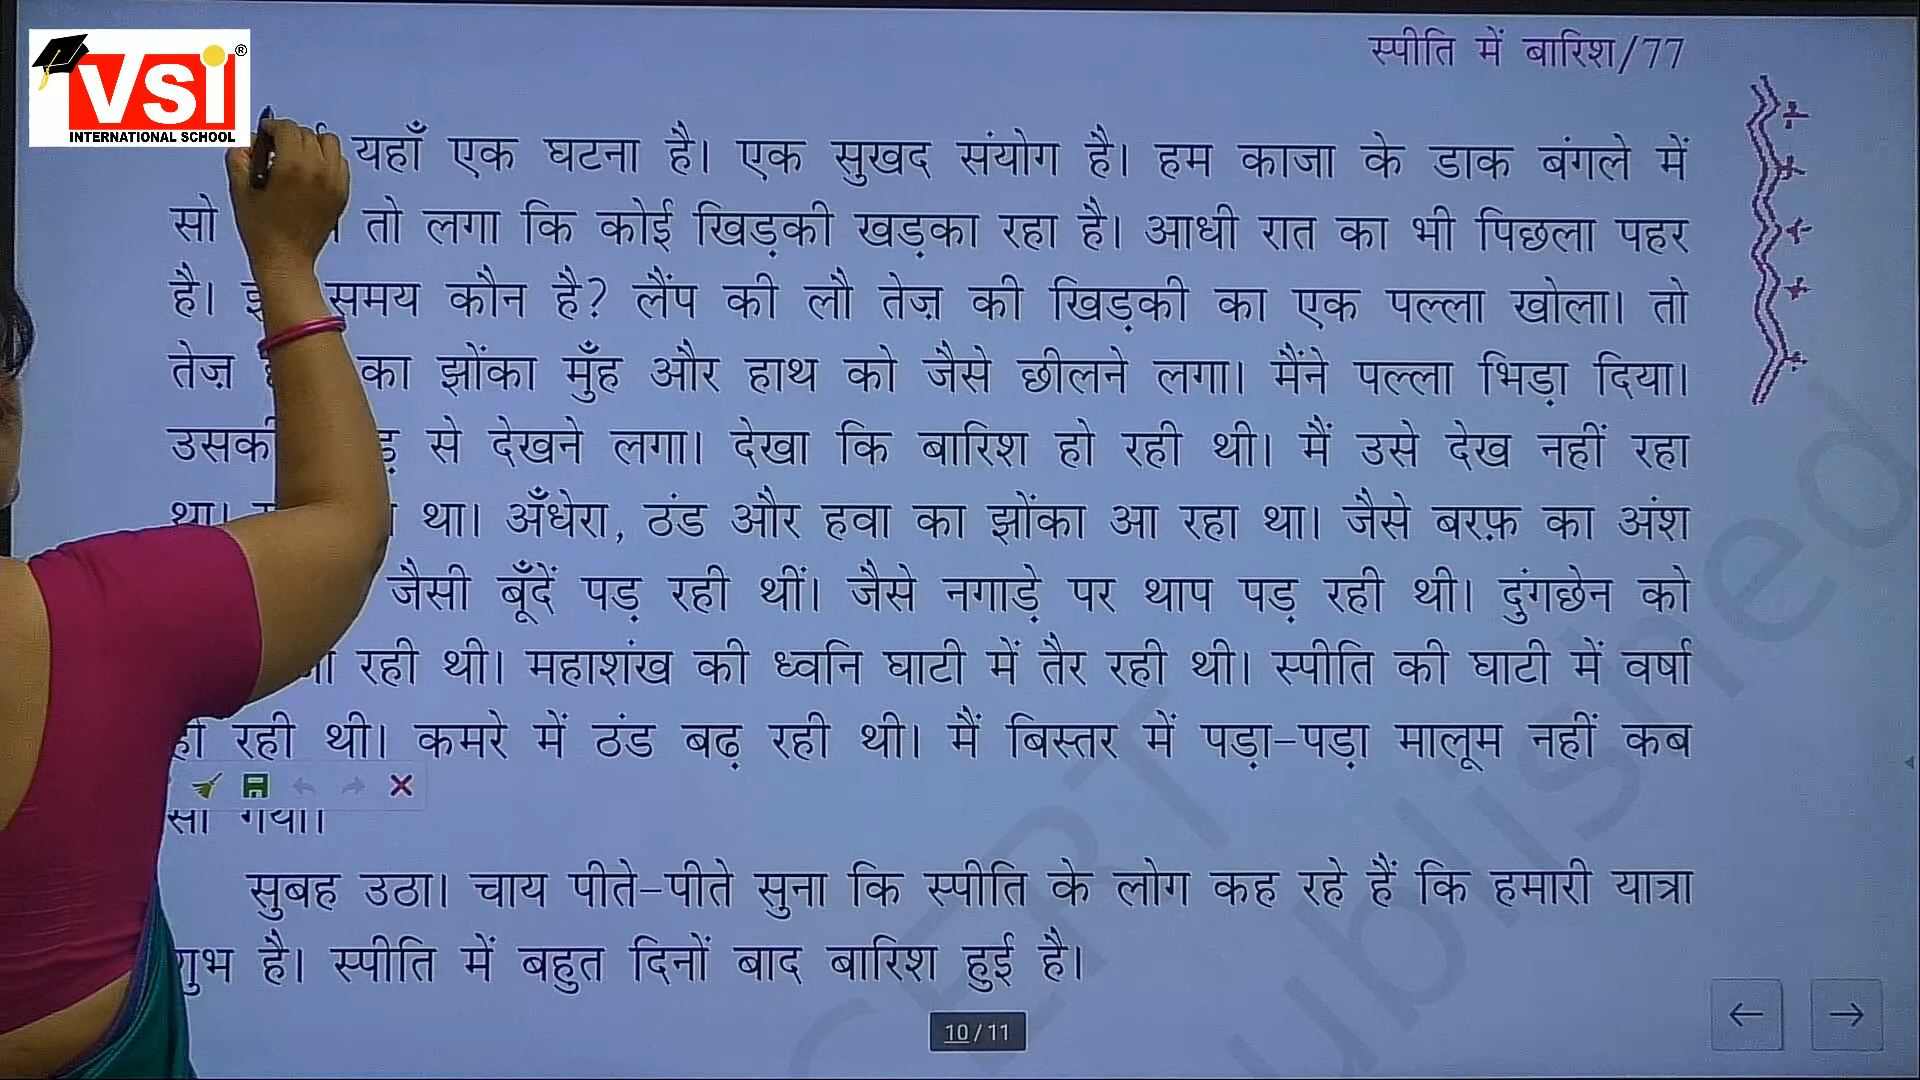 VSI
®
INTERNATIONAL SCHOOL
स्पीति में बारिश/77
यहाँ एक घटना है। एक सुखद संयोग है। हम काजा के डाक बंगले में
सो तो लगा कि कोई खिड़की खड़का रहा है। आधी रात का भी पिछला पहर
है। समय कौन है? लैंप की लौ तेज़ की खिड़की का एक पल्ला खोला। तो
तेज़ का झोंका मुँह और हाथ को जैसे छीलने लगा। मैंने पल्ला भिड़ा दिया।
उसकी से देखने लगा। देखा कि बारिश हो रही थी। मैं उसे देख नहीं रहा
था। था। अँधेरा, ठंड और हवा का झोंका आ रहा था। जैसे बरफ़ का अंश
जैसी बूँदें पड़ रही थीं। जैसे नगाड़े पर थाप पड़ रही थी। दुंगछेन को
रही थी। महाशंख की ध्वनि घाटी में तैर रही थी। स्पीति की घाटी में वर्षा
हो रही थी। कमरे में ठंड बढ़ रही थी। मैं बिस्तर में पड़ा-पड़ा मालूम नहीं कब
सो गया।
सुबह उठा। चाय पीते-पीते सुना कि स्पीति के लोग कह रहे हैं कि हमारी यात्रा
शुभ है। स्पीति में बहुत दिनों बाद बारिश हुई है।
10/11